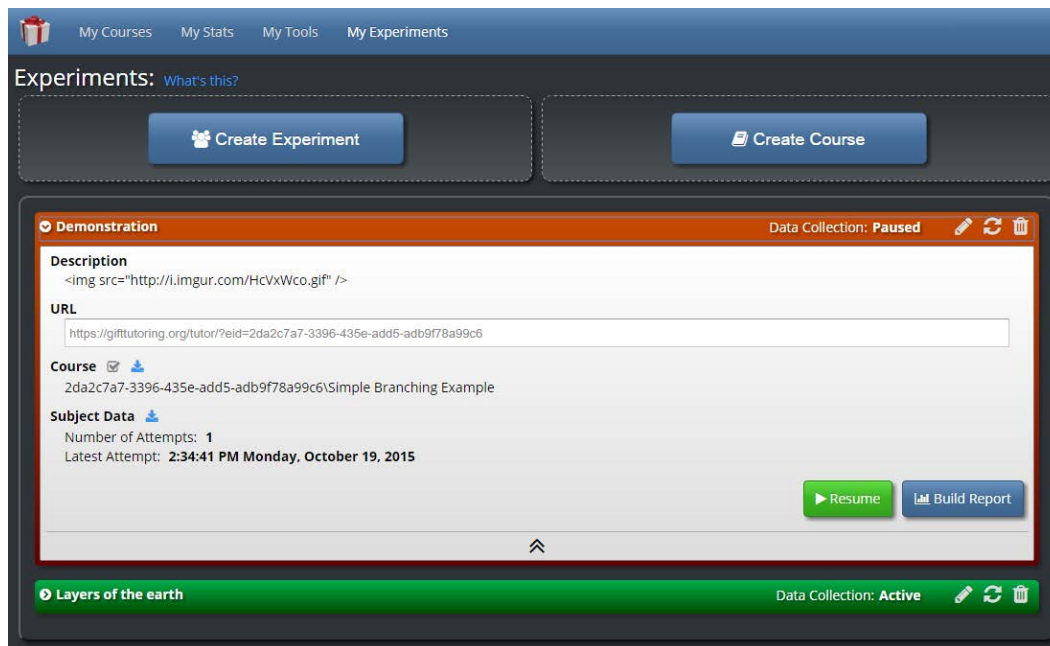 My Courses My Stats My Tools My Experiments
Experiments: What's this?
Create Experiment Create Course
Demonstration Data Collection: Paused
Description
<img src="http://i.imgur.com/HcVxWco.gif" />
URL
https://gifttutoring.org/tutor/?eid=2da2c7a7-3396-435e-add5-adb9f78a99c6
Course
2da2c7a7-3396-435e-add5-adb9f78a99c6\Simple Branching Example
Subject Data
Number of Attempts: 1
Latest Attempt: 2:34:41 PM Monday, October 19, 2015
Resume Build Report
Layers of the earth Data Collection: Active